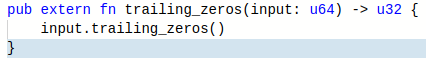 pub extern fn trailing_zeros(input: u64) -> u32 {
    input.trailing_zeros()
}